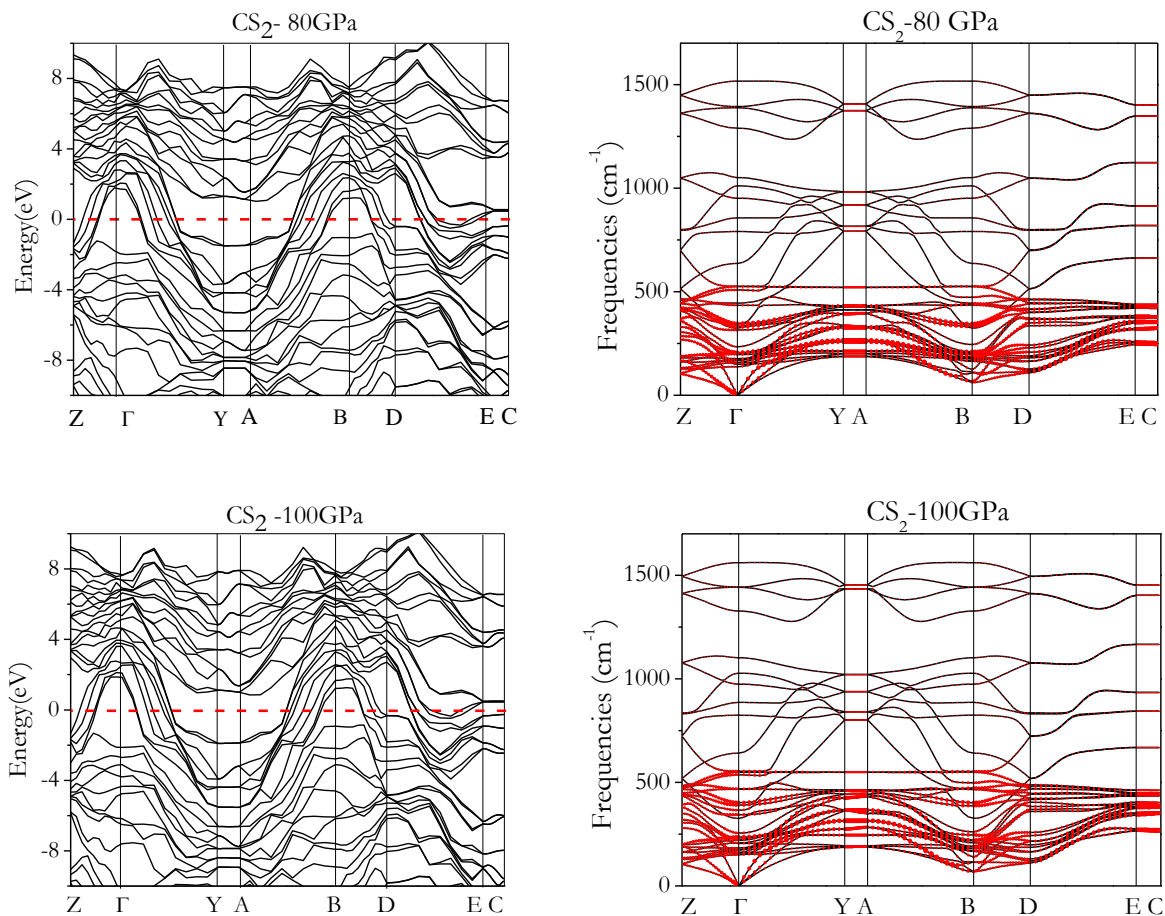 CS2- 80GPa
Energy(eV)
8
4
0
-4
-8
Z Γ Y A B D E C
CS2-80 GPa
Frequencies (cm-1)
1500
1000
500
0
Z Γ Y A B D E C
CS2 -100GPa
Energy(eV)
8
4
0
-4
-8
Z Γ Y A B D E C
CS2-100GPa
Frequencies (cm-1)
1500
1000
500
0
Z Γ Y A B D E C